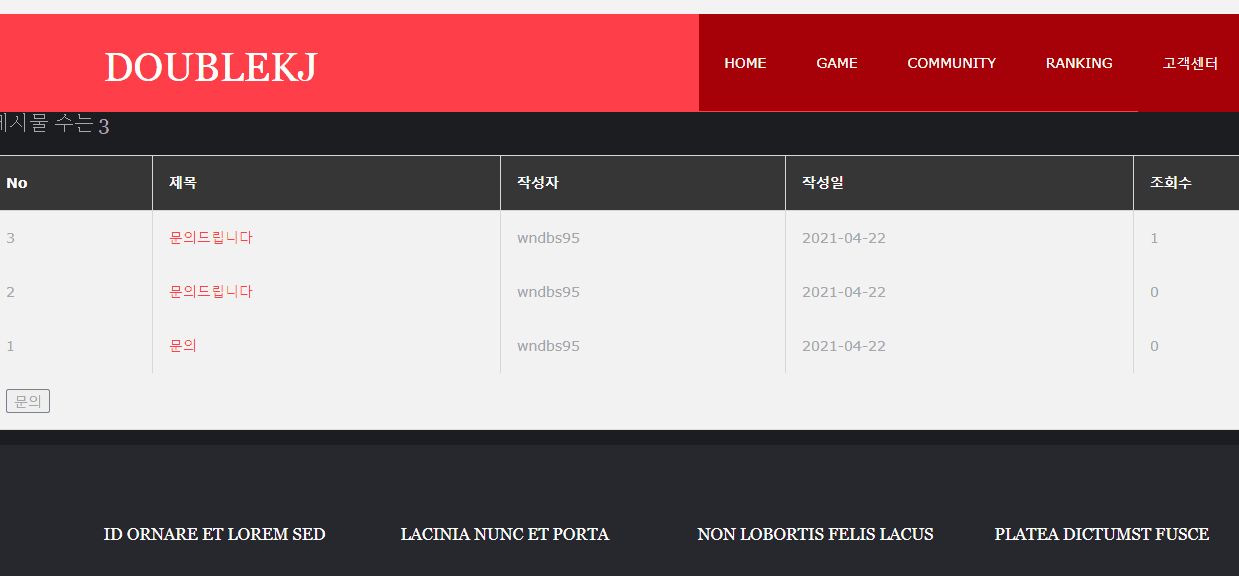 DOUBLEKJ
HOME GAME COMMUNITY RANKING 고객센터
게시물 수는 3
No 제목 작성자 작성일 조회수
3 문의드립니다 wndbs95 2021-04-22 1
2 문의드립니다 wndbs95 2021-04-22 0
1 문의 wndbs95 2021-04-22 0
문의
ID ORNARE ET LOREM SED LACINIA NUNC ET PORTA NON LOBORTIS FELIS LACUS PLATEA DICTUMST FUSCE